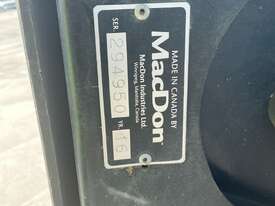 MADE IN CANADA BY
MacDon
MacDon Industries Ltd.
Winnipeg, Manitoba, Canada
SER. 294950 YR. 16